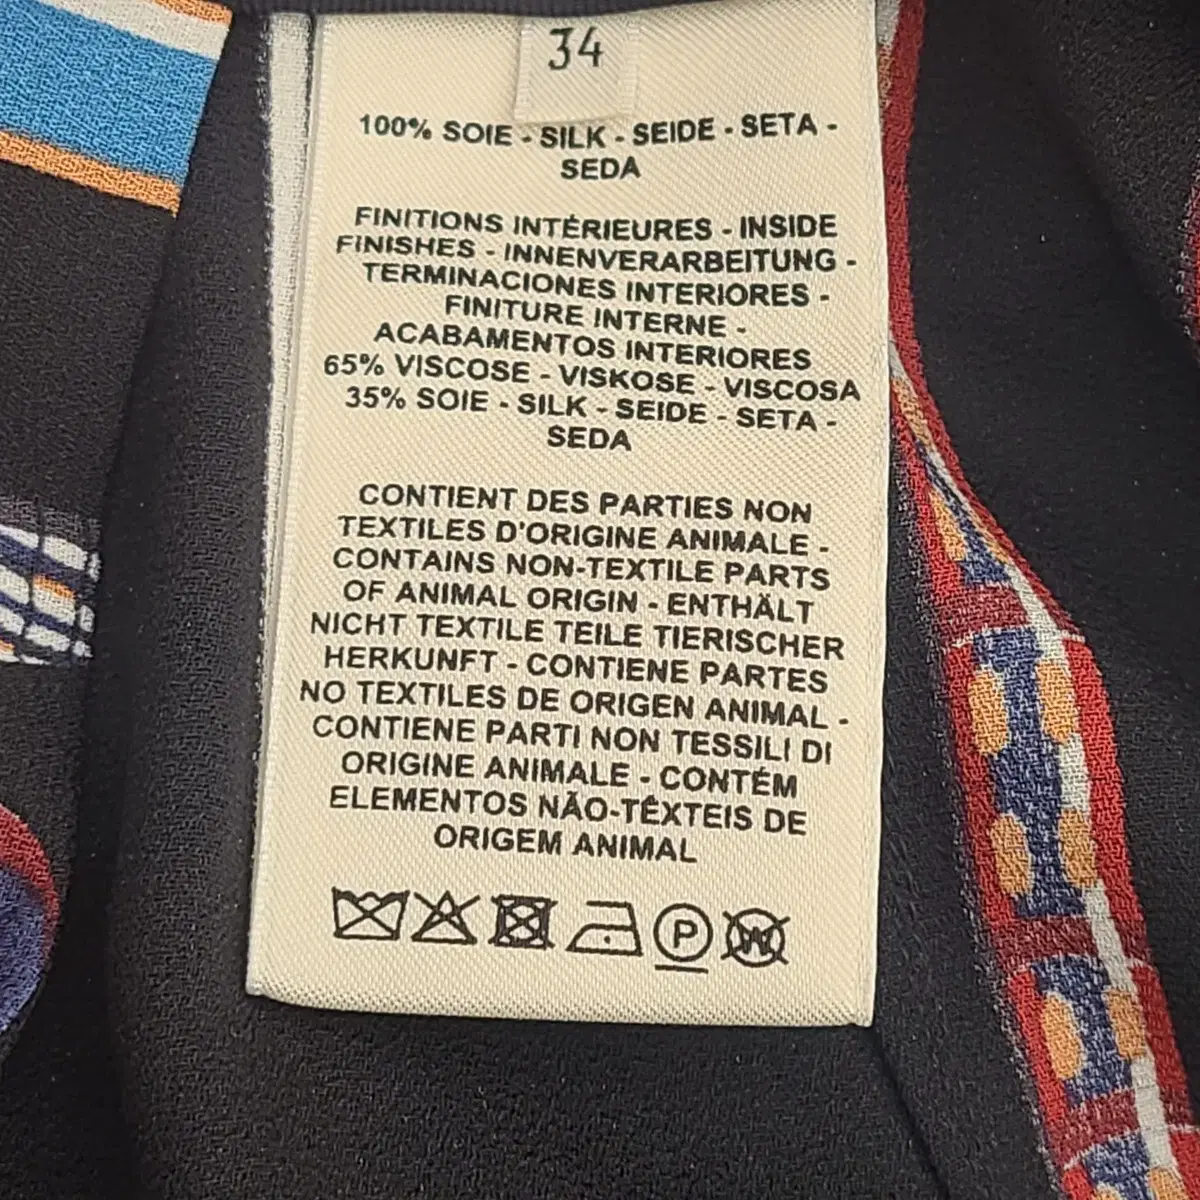 34
100% SOIE - SILK - SEIDE - SETA -
SEDA
FINITIONS INTÉRIEURES - INSIDE
FINISHES - INNENVERARBEITUNG -
TERMINACIONES INTERIORES -
FINITURE INTERNE -
ACABAMENTOS INTERIORES
65% VISCOSE - VISKOSE - VISCOSA
35% SOIE - SILK - SEIDE - SETA -
SEDA
CONTIENT DES PARTIES NON
TEXTILES D'ORIGINE ANIMALE -
CONTAINS NON-TEXTILE PARTS
OF ANIMAL ORIGIN - ENTHÄLT
NICHT TEXTILE TEILE TIERISCHER
HERKUNFT - CONTIENE PARTES
NO TEXTILES DE ORIGEN ANIMAL -
CONTIENE PARTI NON TESSILI DI
ORIGINE ANIMALE - CONTÉM
ELEMENTOS NÃO-TÊXTEIS DE
ORIGEM ANIMAL
P W